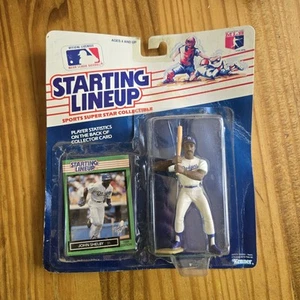 STARTING
LINEUP
SPORTS SUPER STAR COLLECTIBLE
PLAYER STATISTICS
ON THE BACK OF
COLLECTOR CARD
STARTING
LINEUP
JOHN SHELBY
Kenner